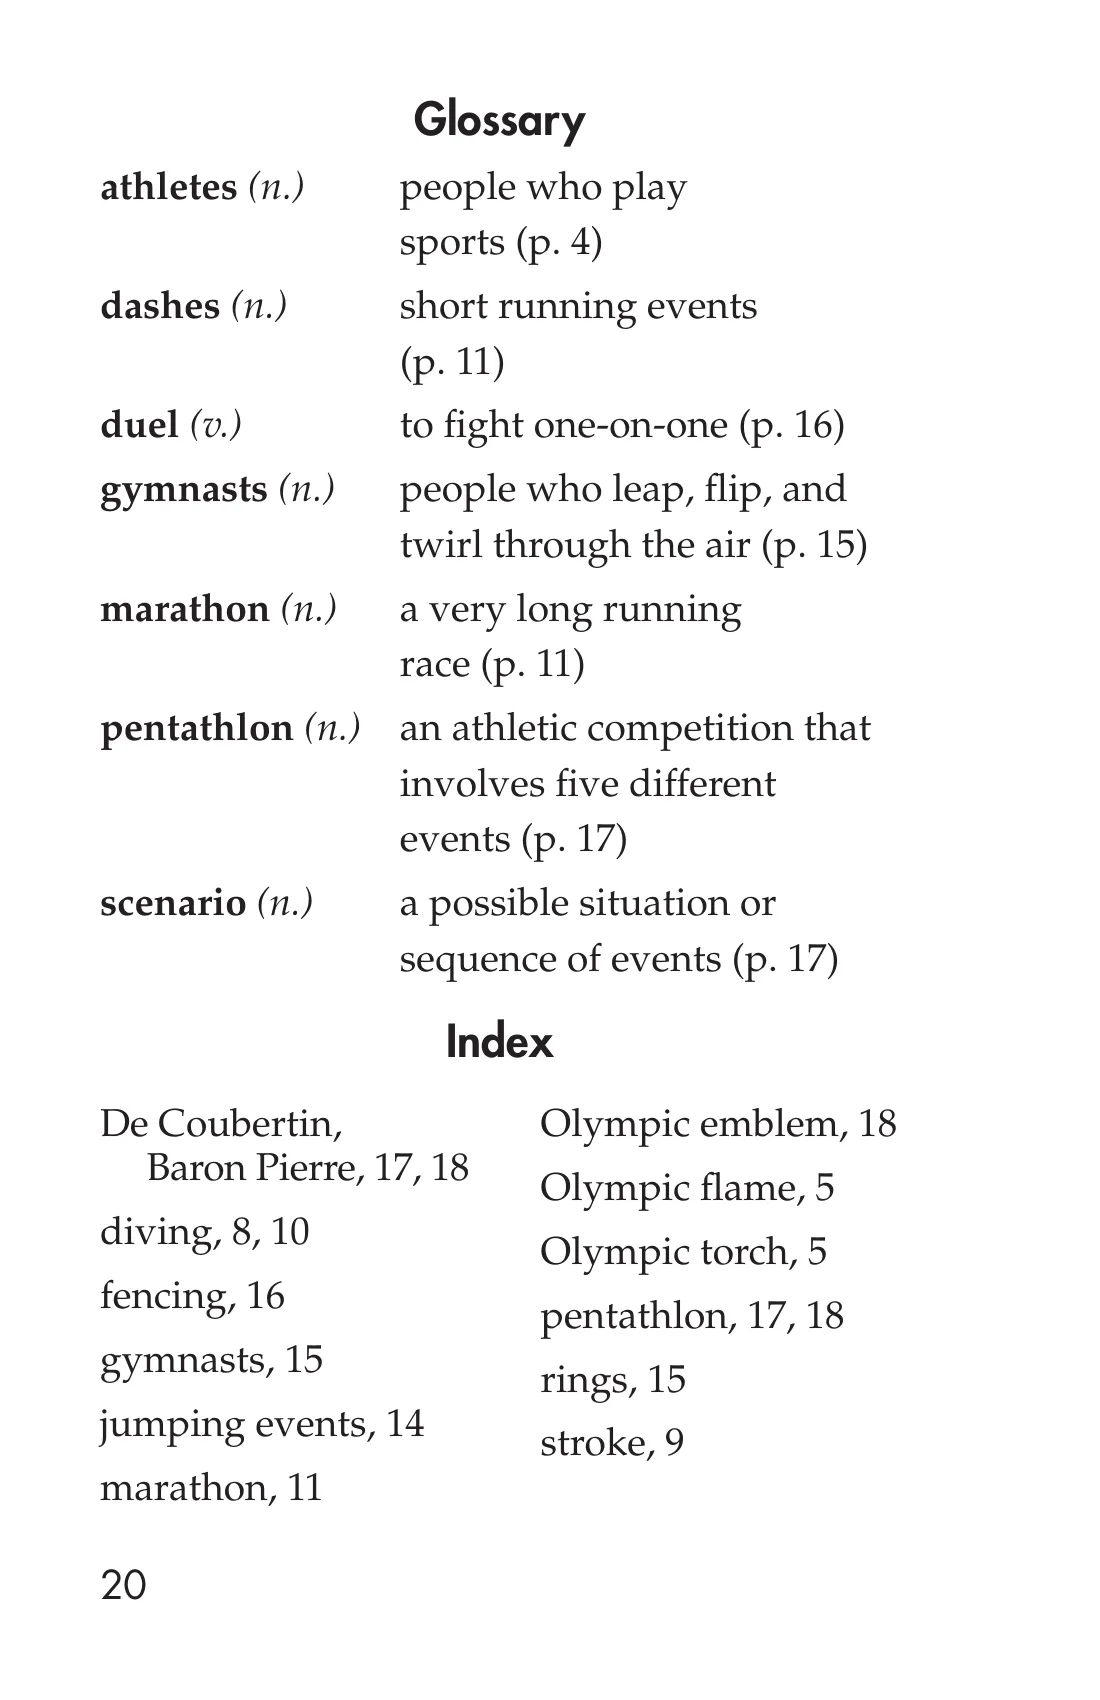 Glossary
athletes (n.) people who play
sports (p. 4)
dashes (n.) short running events
(p. 11)
duel (v.) to fight one-on-one (p. 16)
gymnasts (n.) people who leap, flip, and
twirl through the air (p. 15)
marathon (n.) a very long running
race (p. 11)
pentathlon (n.) an athletic competition that
involves five different
events (p. 17)
scenario (n.) a possible situation or
sequence of events (p. 17)
Index
De Coubertin,
Baron Pierre, 17, 18
diving, 8, 10
fencing, 16
gymnasts, 15
jumping events, 14
marathon, 11
Olympic emblem, 18
Olympic flame, 5
Olympic torch, 5
pentathlon, 17, 18
rings, 15
stroke, 9
20